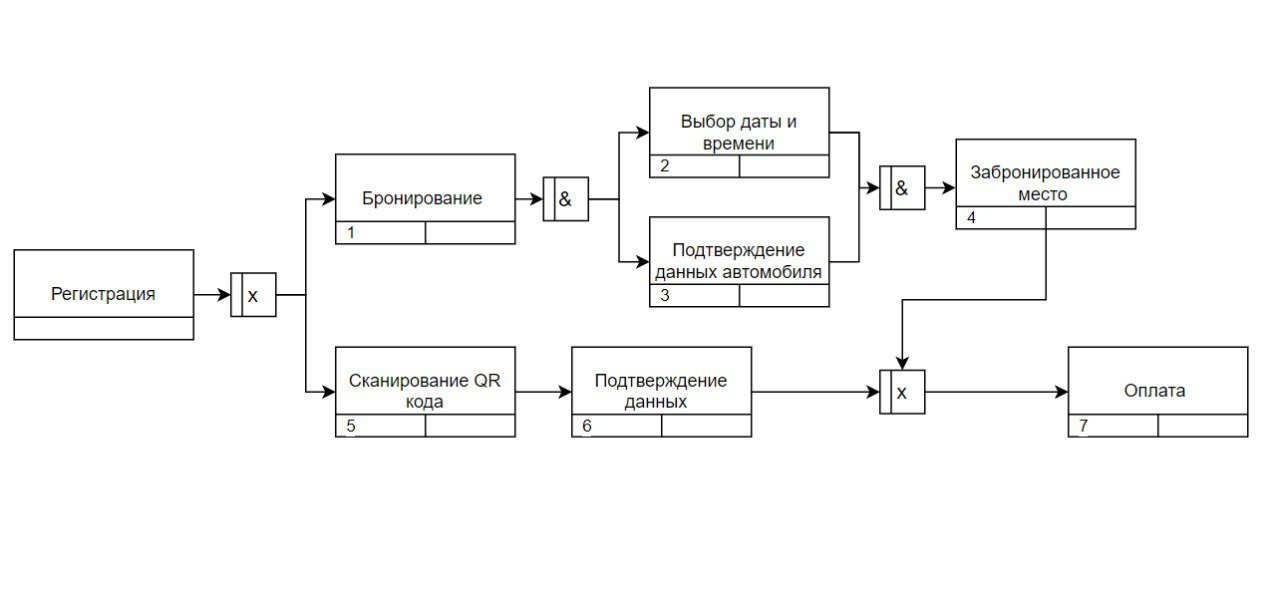 Регистрация
x
Бронирование
1
&
Выбор даты и
времени
2
Подтверждение
данных автомобиля
3
&
Забронированное
место
4
Сканирование QR
кода
5
Подтверждение
данных
6
x
Оплата
7